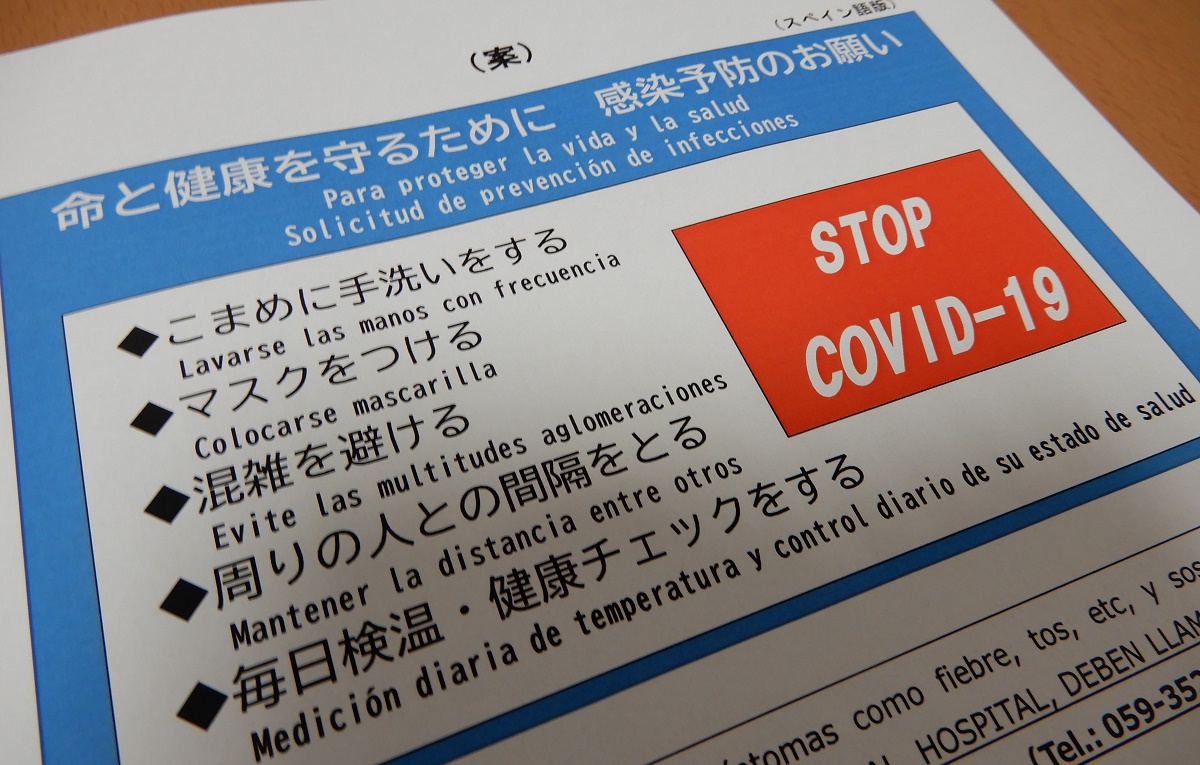 （スペイン語版）
（案）
命と健康を守るために　感染予防のお願い
Para proteger la vida y la salud
Solicitud de prevención de infecciones
STOP
COVID-19
◆こまめに手洗いをする
Lavarse las manos con frecuencia
◆マスクをつける
Colocarse mascarilla
◆混雑を避ける
Evite las multitudes aglomeraciones
◆周りの人との間隔をとる
Mantener la distancia entre otros
◆毎日検温・健康チェックをする
Medición diaria de temperatura y control diario de su estado de salud
como fiebre, tos, etc, y
HOSPITAL, DEBEN
(Tel.: 059-353